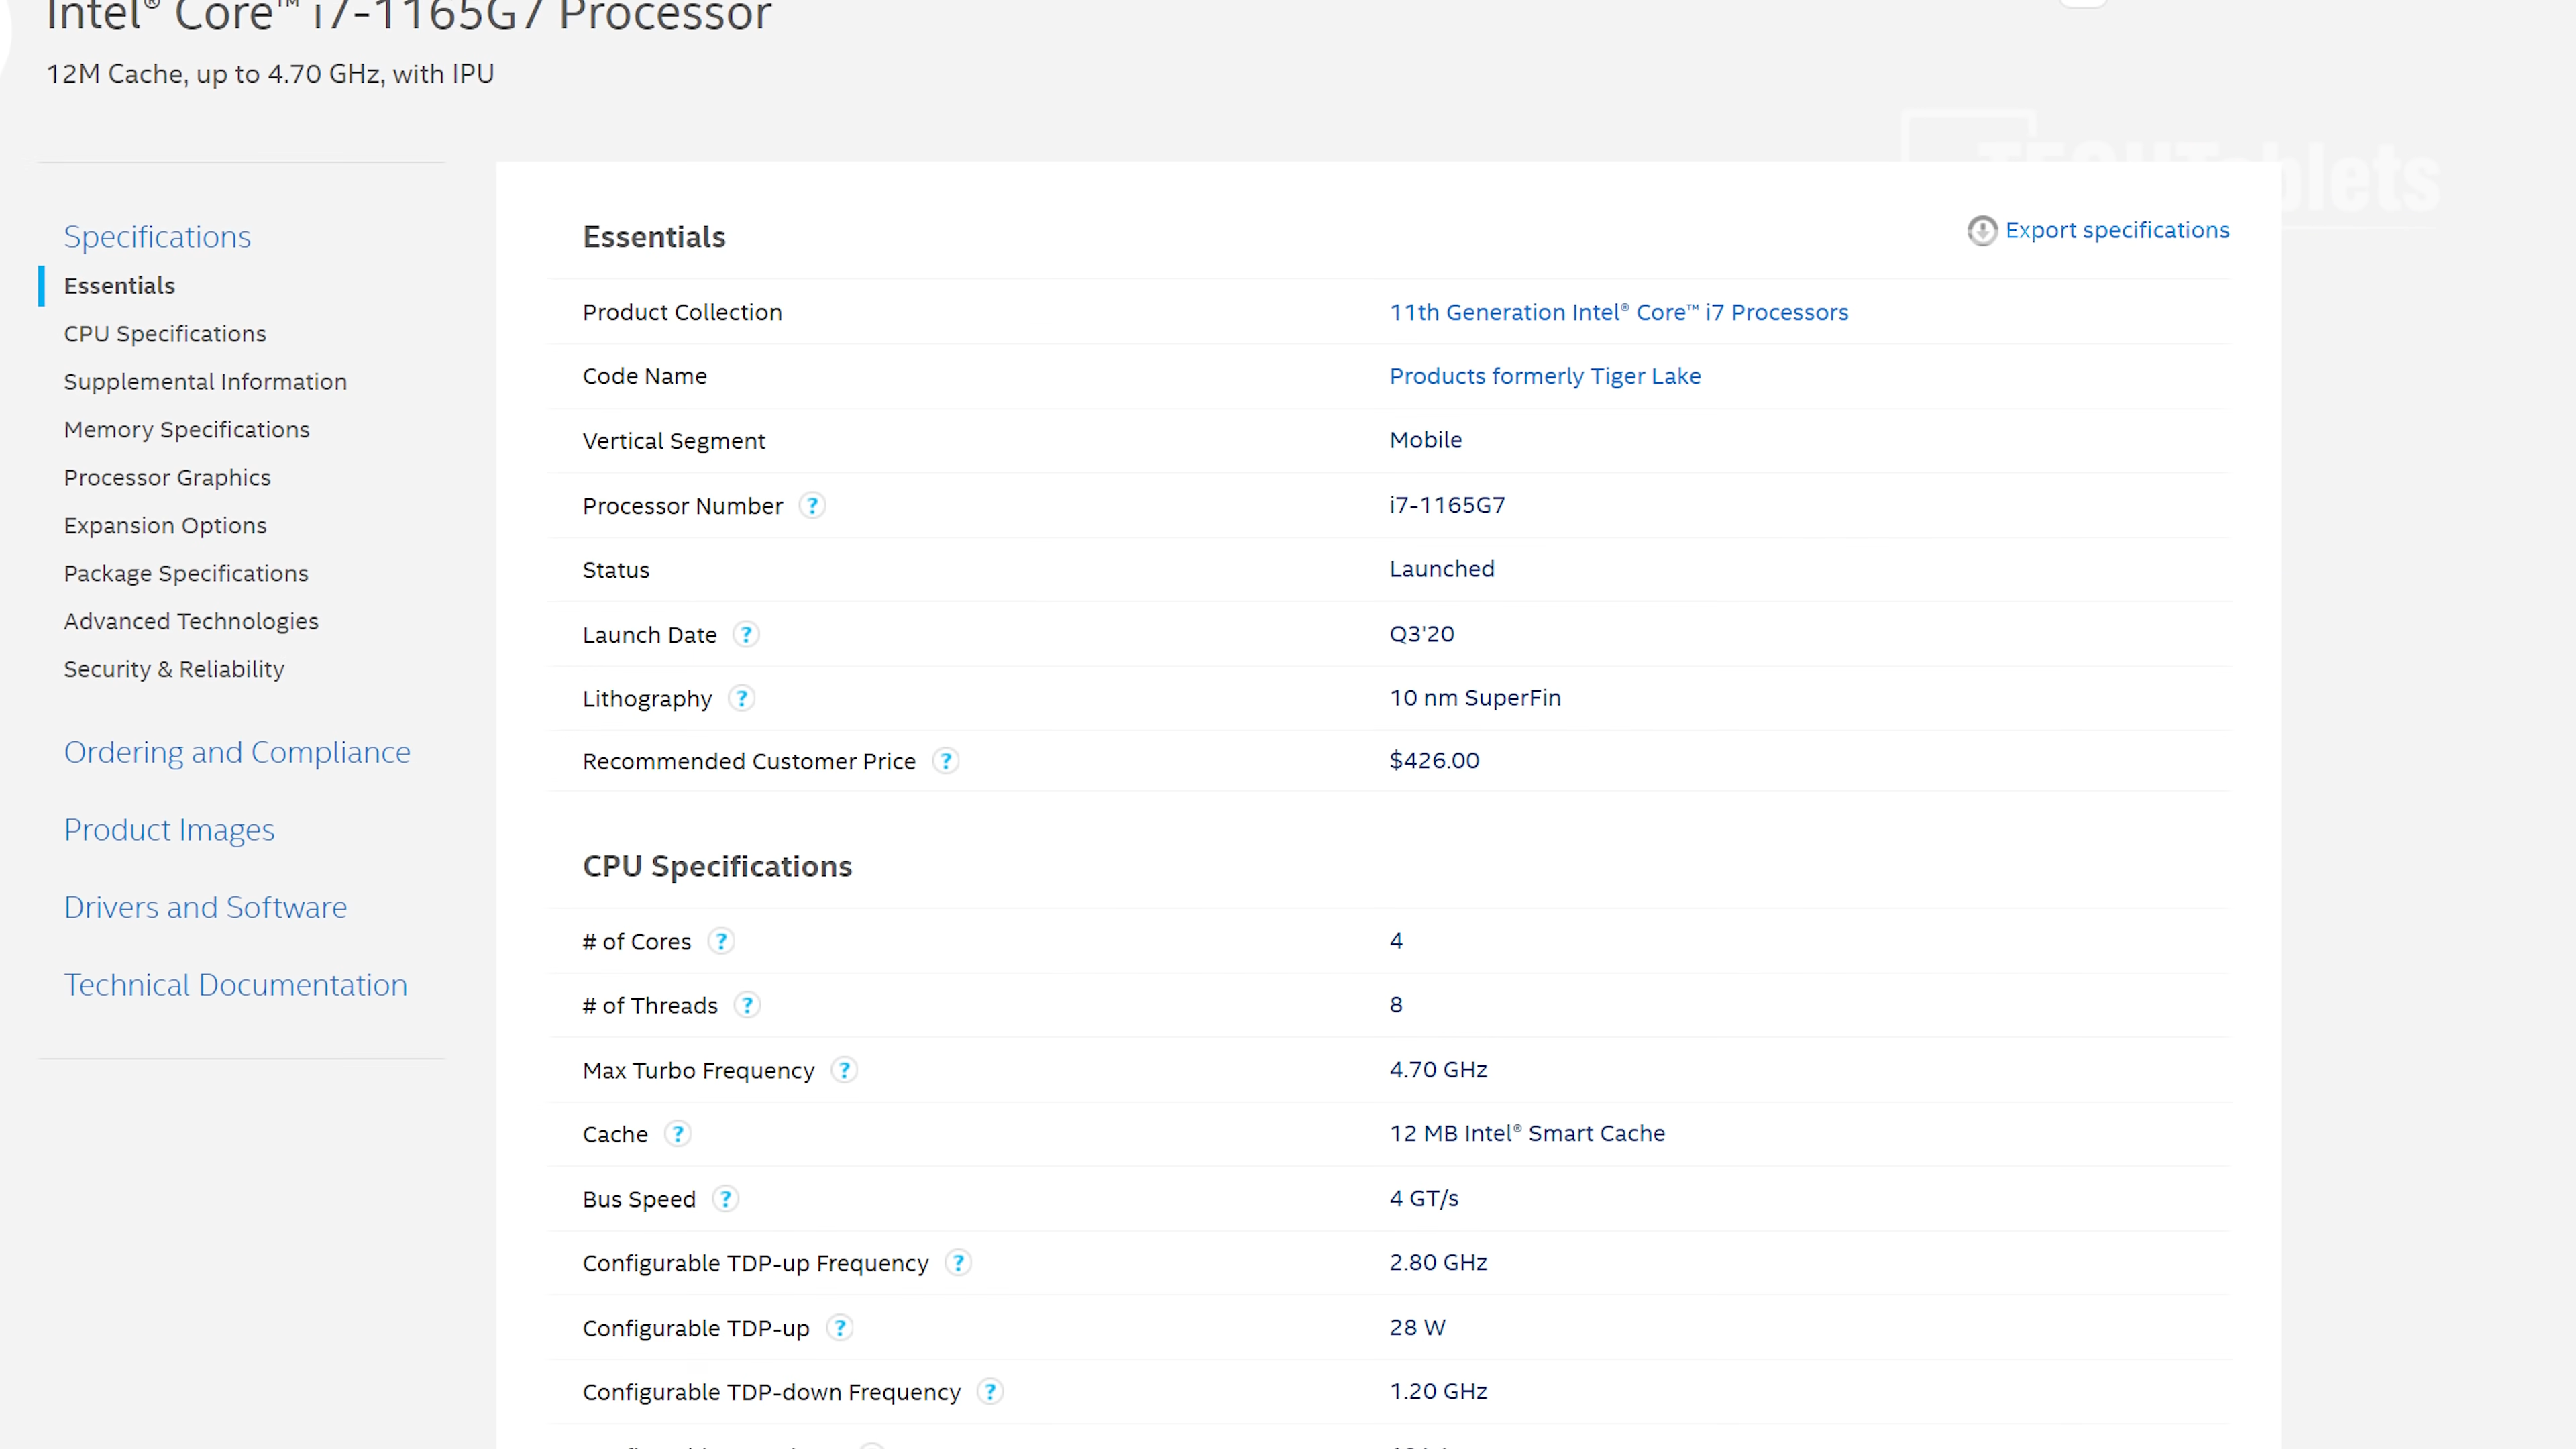 Intel® Core™ i7-1165G7 Processor
12M Cache, up to 4.70 GHz, with IPU
Specifications
Essentials
CPU Specifications
Supplemental Information
Memory Specifications
Processor Graphics
Expansion Options
Package Specifications
Advanced Technologies
Security & Reliability
Ordering and Compliance
Product Images
Drivers and Software
Technical Documentation
Essentials
Export specifications
Product Collection 11th Generation Intel® Core™ i7 Processors
Code Name Products formerly Tiger Lake
Vertical Segment Mobile
Processor Number ? i7-1165G7
Status Launched
Launch Date ? Q3'20
Lithography ? 10 nm SuperFin
Recommended Customer Price ? $426.00
CPU Specifications
# of Cores ? 4
# of Threads ? 8
Max Turbo Frequency ? 4.70 GHz
Cache ? 12 MB Intel® Smart Cache
Bus Speed ? 4 GT/s
Configurable TDP-up Frequency ? 2.80 GHz
Configurable TDP-up ? 28 W
Configurable TDP-down Frequency ? 1.20 GHz